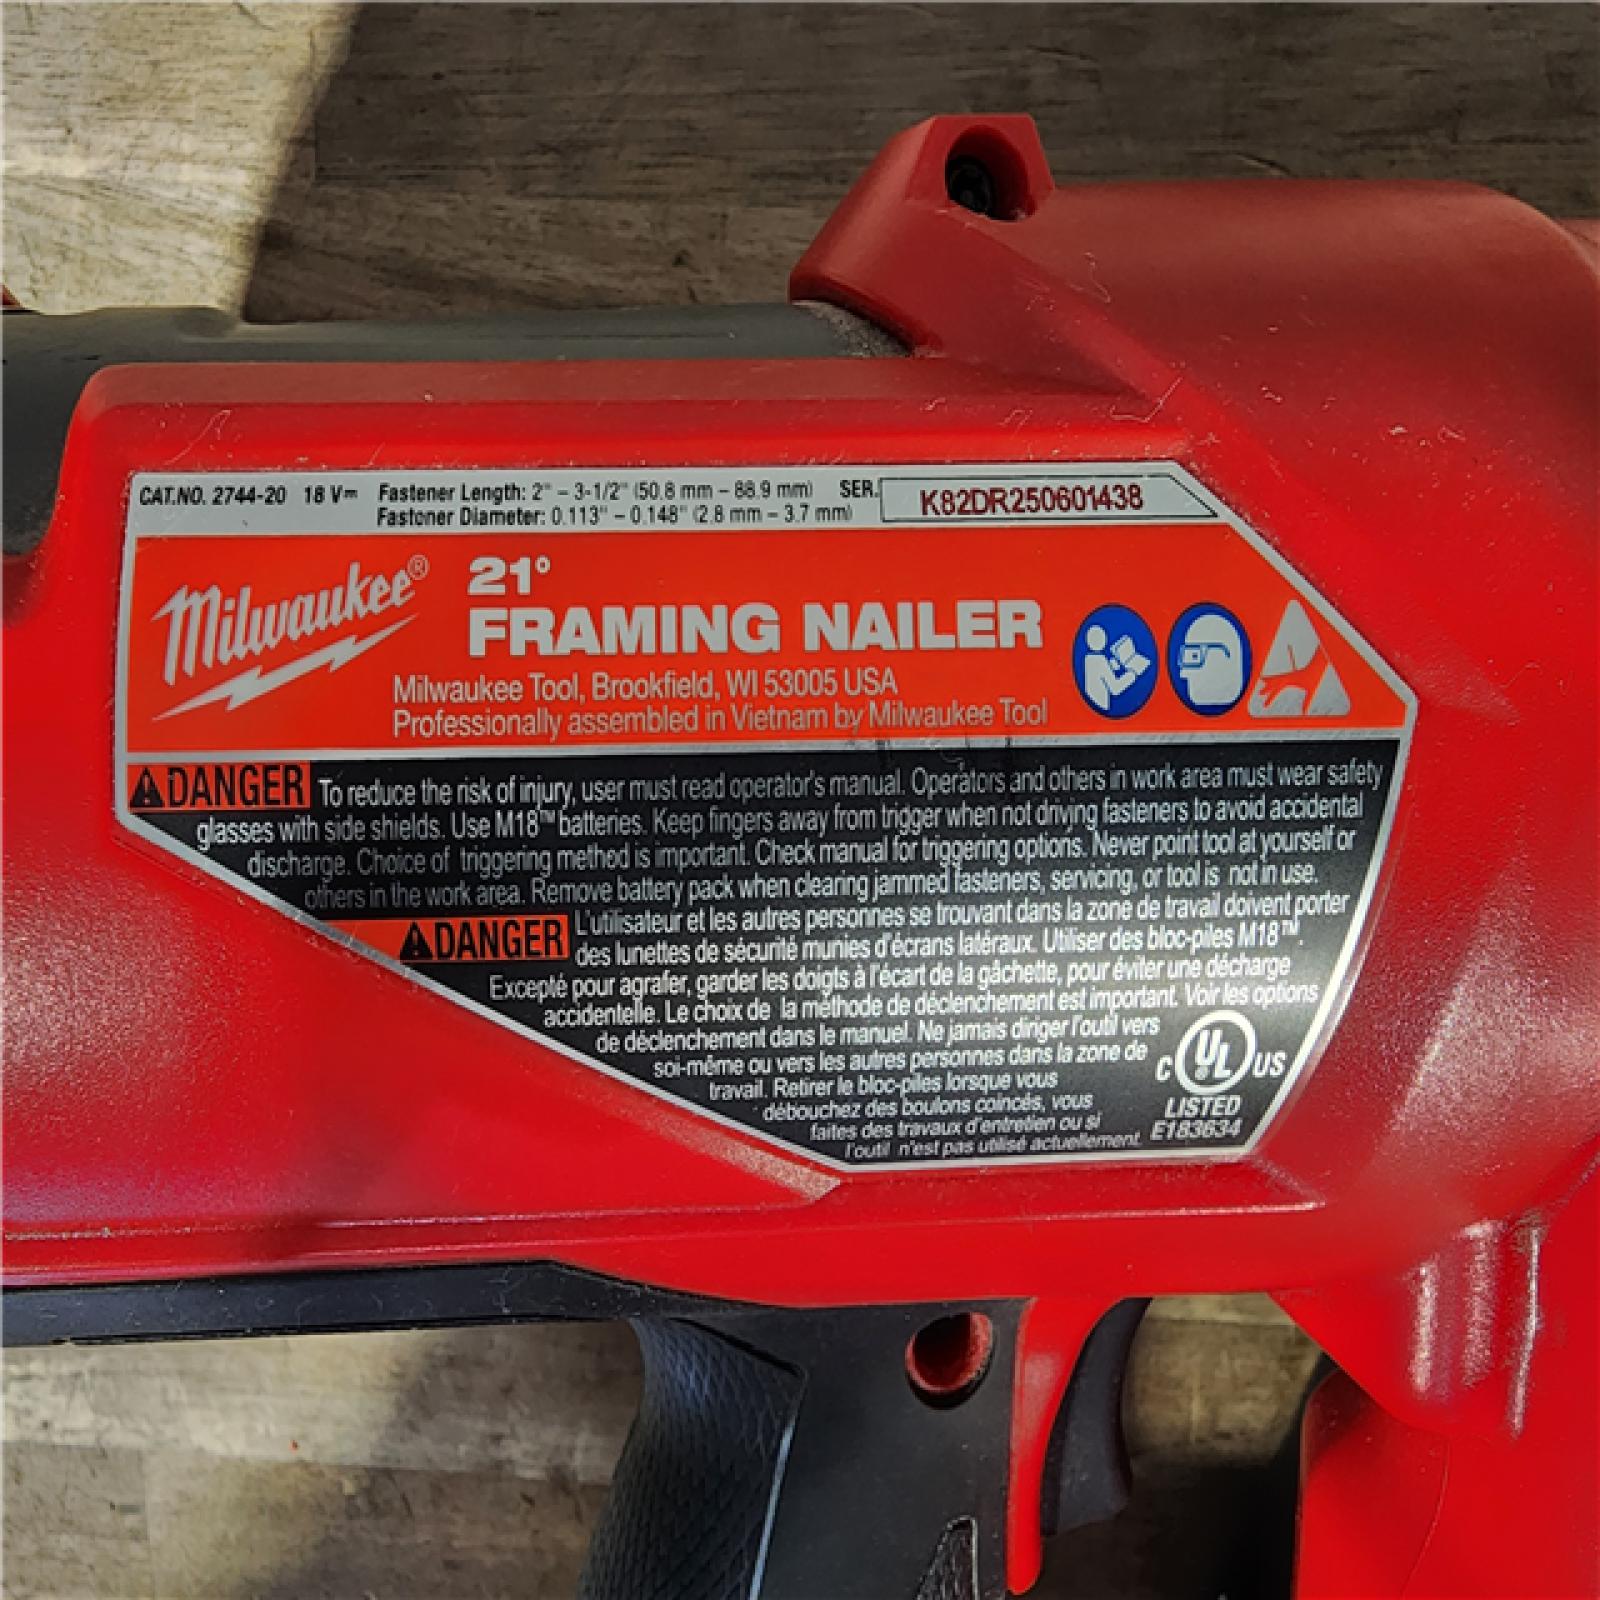 CAT.NO. 2744-20 18 V⎓ Fastener Length: 2" – 3-1/2" (50.8 mm – 88.9 mm) SER. K82DR250601438
Fastener Diameter: 0.113" – 0.148" (2.8 mm – 3.7 mm)
Milwaukee®
21°
FRAMING NAILER
Milwaukee Tool, Brookfield, WI 53005 USA
Professionally assembled in Vietnam by Milwaukee Tool
DANGER To reduce the risk of injury, user must read operator's manual. Operators and others in work area must wear safety
glasses with side shields. Use M18™ batteries. Keep fingers away from trigger when not driving fasteners to avoid accidental
discharge. Choice of triggering method is important. Check manual for triggering options. Never point tool at yourself or
others in the work area. Remove battery pack when clearing jammed fasteners, servicing, or tool is not in use.
DANGER L'utilisateur et les autres personnes se trouvant dans la zone de travail doivent porter
des lunettes de sécurité munies d'écrans latéraux. Utiliser des bloc-piles M18™.
Excepté pour agrafer, garder les doigts à l'écart de la gâchette, pour éviter une décharge
accidentelle. Le choix de la méthode de déclenchement est important. Voir les options
de déclenchement dans le manuel. Ne jamais diriger l'outil vers
soi-même ou vers les autres personnes dans la zone de
travail. Retirer le bloc-piles lorsque vous
débouchez des boulons coincés, vous
faites des travaux d'entretien ou si
l'outil n'est pas utilisé actuellement.
C UL US
LISTED
E183634